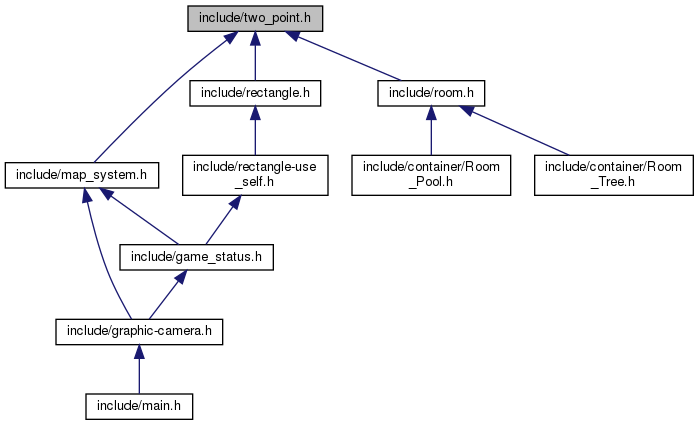 include/two_point.h
include/rectangle.h
include/room.h
include/map_system.h
include/rectangle-use
_self.h
include/container/Room
_Pool.h
include/container/Room
_Tree.h
include/game_status.h
include/graphic-camera.h
include/main.h